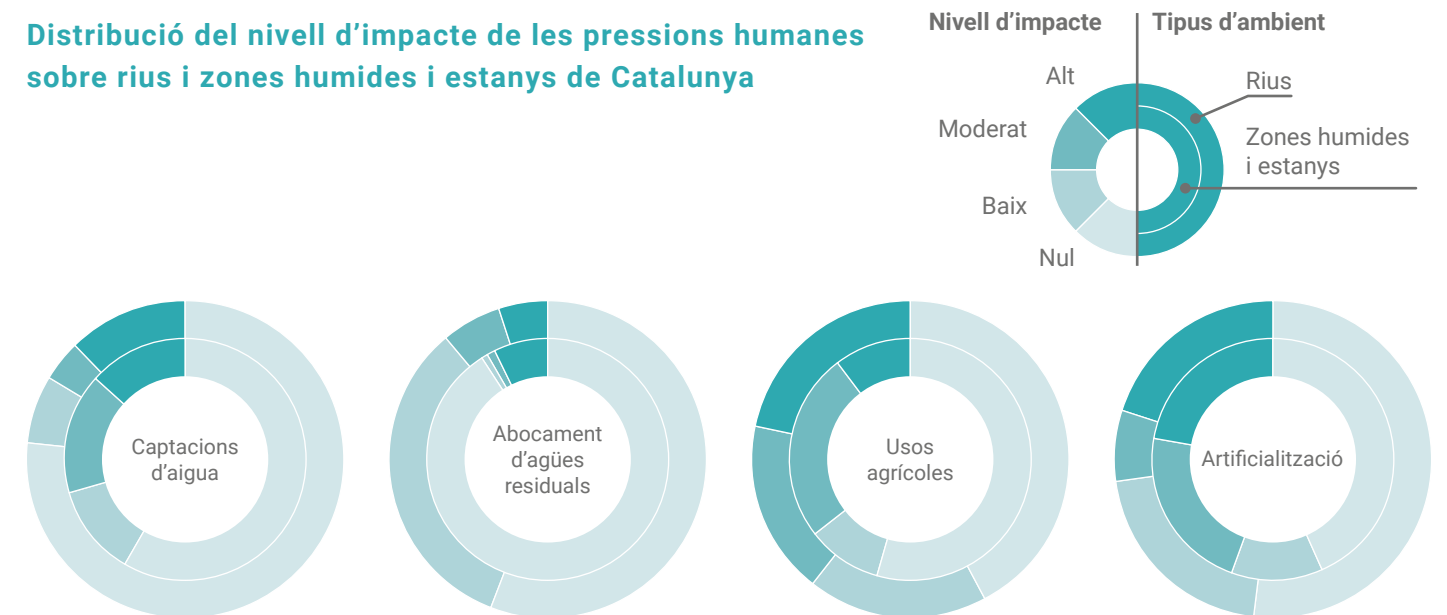 Distribució del nivell d’impacte de les pressions humanes
sobre rius i zones humides i estanys de Catalunya
Nivell d’impacte
Tipus d’ambient
Alt
Moderat
Baix
Nul
Rius
Zones humides
i estanys
Captacions
d’aigua
Abocament
d’agües
residuals
Usos
agrícoles
Artificialització